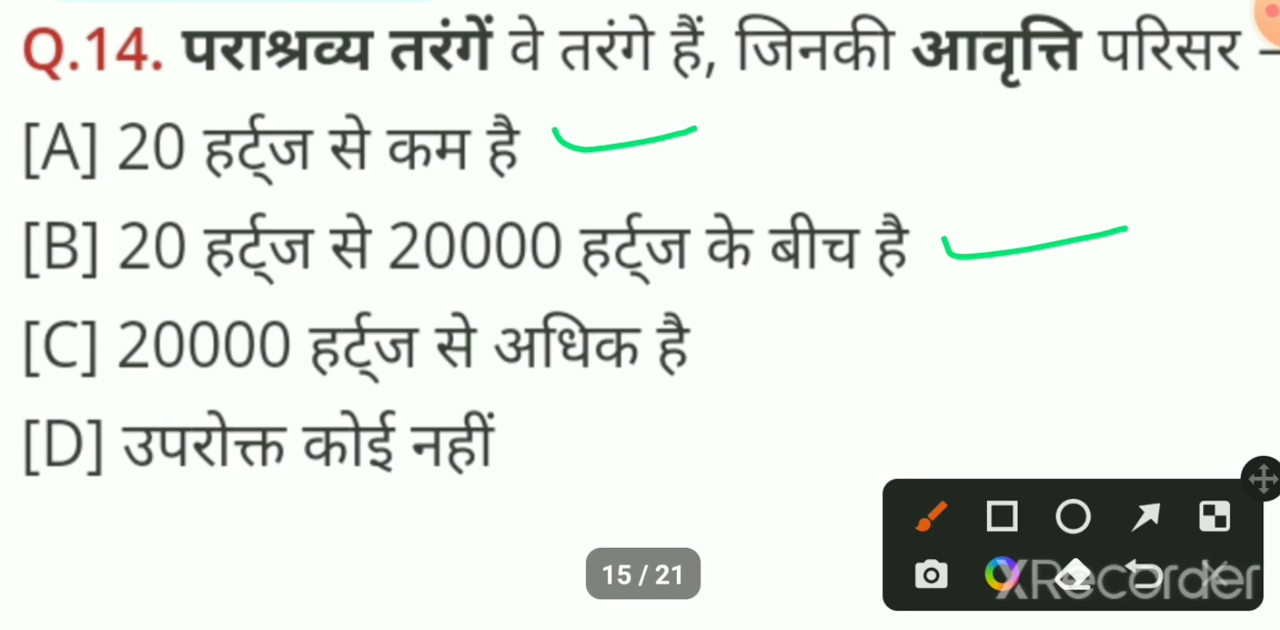 Q.14. पराश्रव्य तरंगें वे तरंगे हैं, जिनकी आवृत्ति परिसर -
[A] 20 हर्ट्ज से कम है
[B] 20 हर्ट्ज से 20000 हर्ट्ज के बीच है
[C] 20000 हर्ट्ज से अधिक है
[D] उपरोक्त कोई नहीं
15 / 21
XRecorder